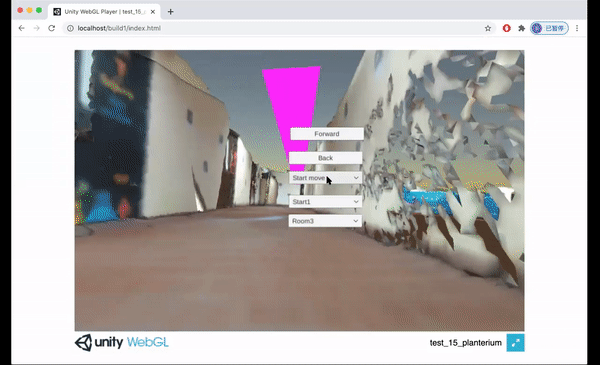 Unity WebGL Player | test_15_
localhost/build1/index.html
已暂停
Forward
Back
Start move
Start1
Room3
unity WebGL
test_15_planterium